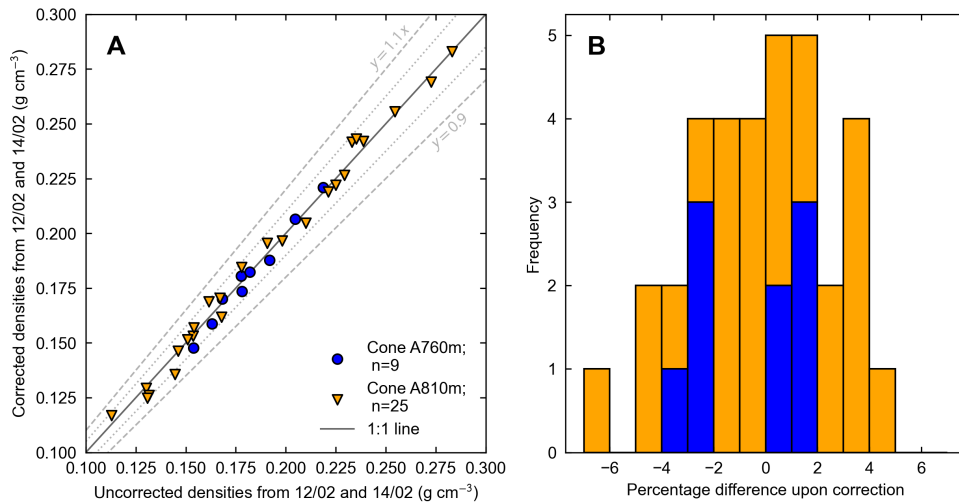 A
0.300
0.275
0.250
0.225
0.200
0.175
0.150
0.125
0.100
Corrected densities from 12/02 and 14/02 (g cm⁻³)
y=1.1x
y=0.9
Cone A760m;
n=9
Cone A810m;
n=25
1:1 line
0.100 0.125 0.150 0.175 0.200 0.225 0.250 0.275 0.300
Uncorrected densities from 12/02 and 14/02 (g cm⁻³)
B
5
4
3
2
1
0
Frequency
−6 −4 −2 0 2 4 6
Percentage difference upon correction